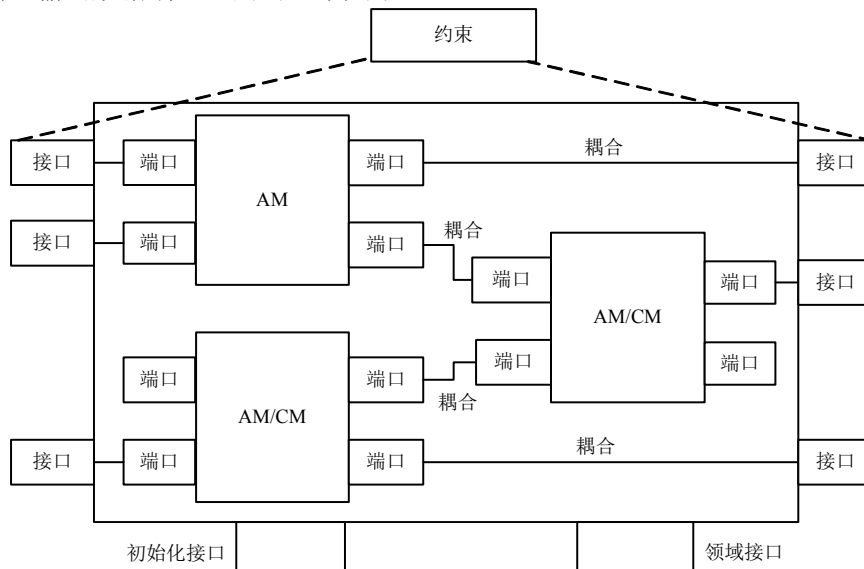 约束
接口 端口 端口 耦合 接口
AM
接口 端口 端口 耦合
端口 端口 接口
AM/CM
端口 端口 端口 端口
耦合
AM/CM
接口 端口 端口 耦合 接口
初始化接口 领域接口